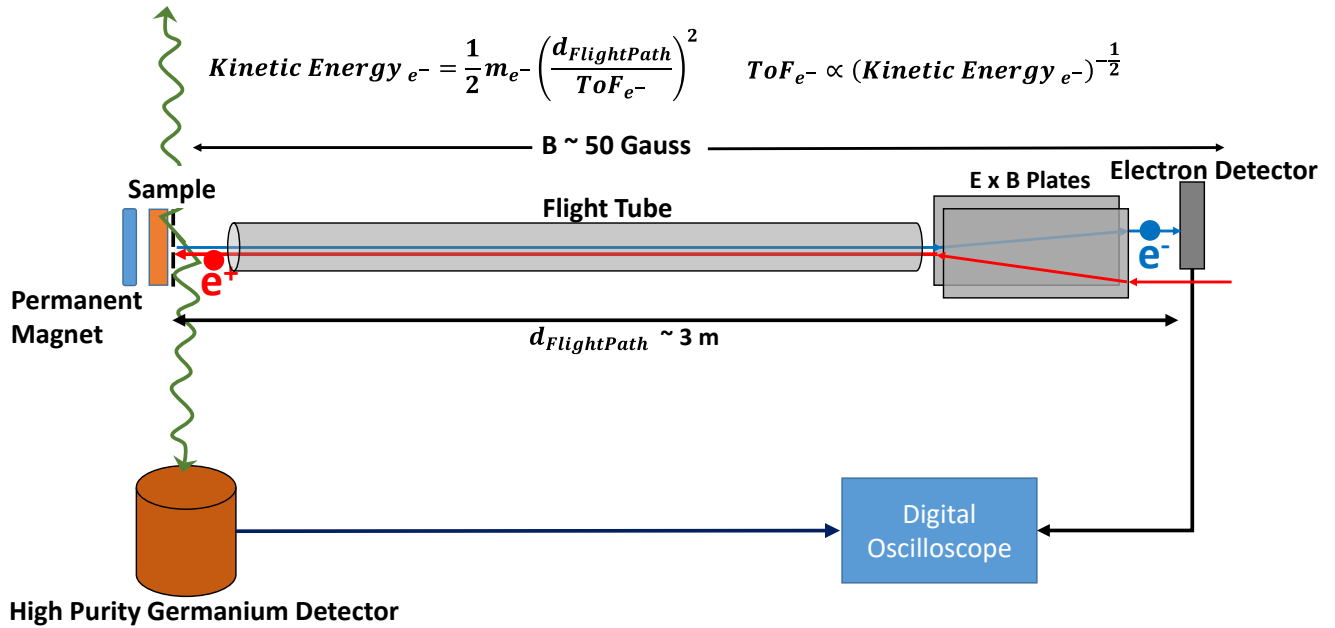 Kinetic Energy e− = 1/2 m e− (d FlightPath / ToF e−)^2 ToF e− ∝ (Kinetic Energy e−)^−1/2
B ~ 50 Gauss
Electron Detector
Sample
E x B Plates
Flight Tube
e+
e-
Permanent
Magnet
d FlightPath ~ 3 m
Digital
Oscilloscope
High Purity Germanium Detector